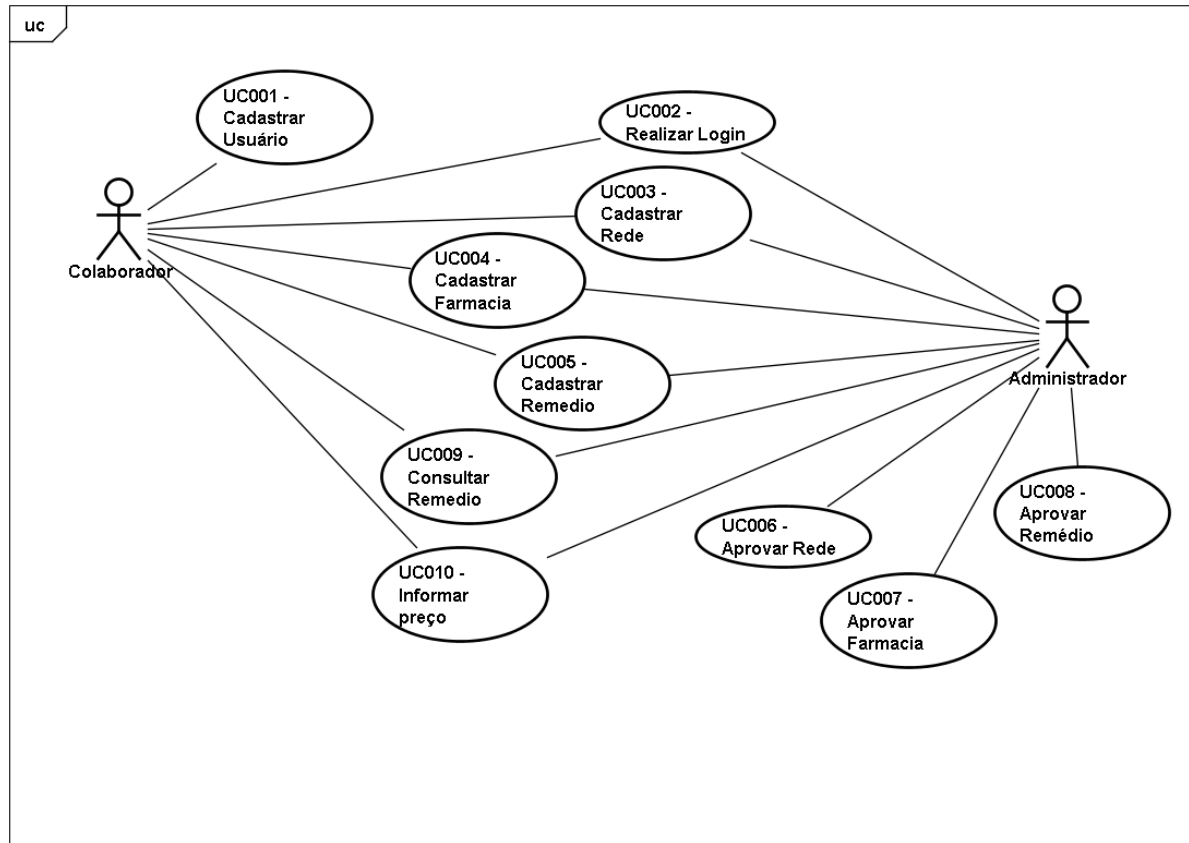 uc
UC001 -
Cadastrar
Usuário
UC002 -
Realizar Login
UC003 -
Cadastrar
Rede
Colaborador
UC004 -
Cadastrar
Farmacia
UC005 -
Cadastrar
Remedio
Administrador
UC009 -
Consultar
Remedio
UC008 -
Aprovar
Remédio
UC006 -
Aprovar Rede
UC010 -
Informar
preço
UC007 -
Aprovar
Farmacia